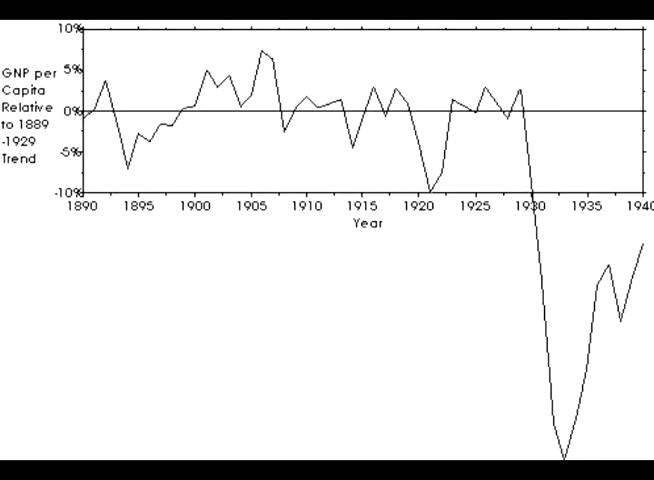 10%
GNP per
5%
Capita
Relative
0%
to 1889
-1929
-5%
Trend
-10%
1890 1895 1900 1905 1910 1915 1920 1925 1930 1935 1940
Year